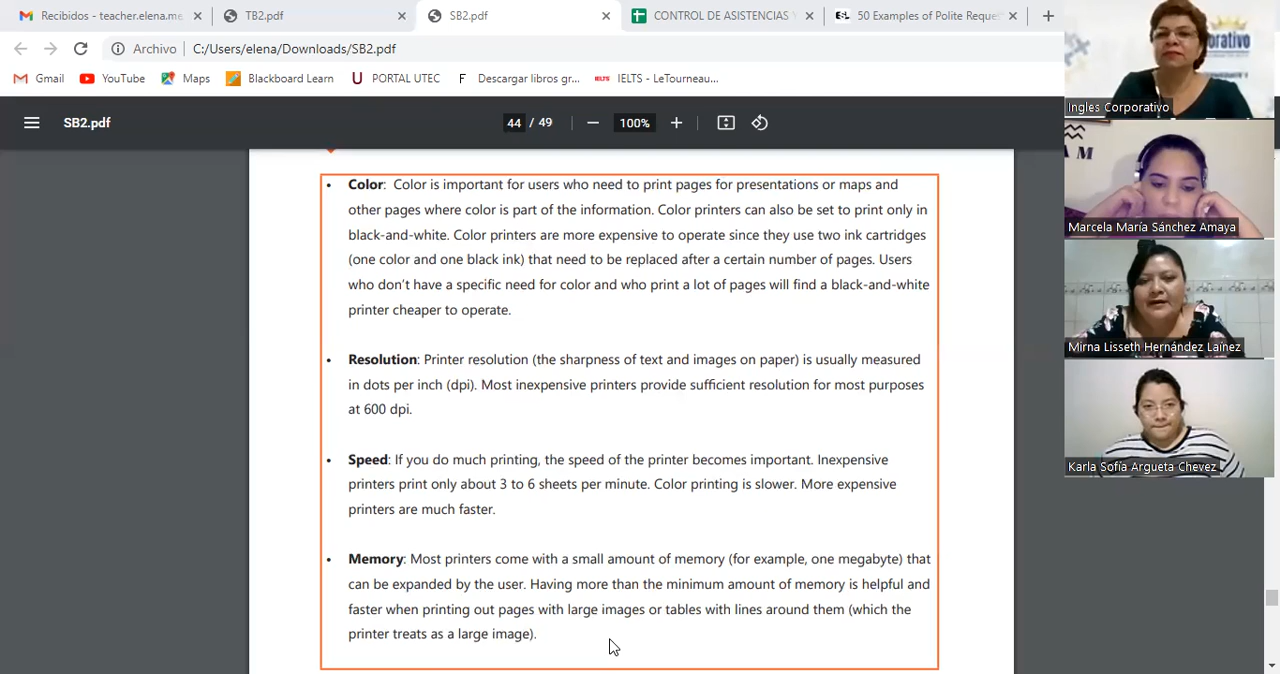 Recibidos - teacher.elena.me
TB2.pdf
SB2.pdf
CONTROL DE ASISTENCIAS Y
50 Examples of Polite Reque
Archivo
C:/Users/elena/Downloads/SB2.pdf
Gmail
YouTube
Maps
Blackboard Learn
PORTAL UTEC
Descargar libros gr...
IELTS - LeTourneau...
SB2.pdf
44 / 49
100%
• Color: Color is important for users who need to print pages for presentations or maps and
other pages where color is part of the information. Color printers can also be set to print only in
black-and-white. Color printers are more expensive to operate since they use two ink cartridges
(one color and one black ink) that need to be replaced after a certain number of pages. Users
who don't have a specific need for color and who print a lot of pages will find a black-and-white
printer cheaper to operate.
• Resolution: Printer resolution (the sharpness of text and images on paper) is usually measured
in dots per inch (dpi). Most inexpensive printers provide sufficient resolution for most purposes
at 600 dpi.
• Speed: If you do much printing, the speed of the printer becomes important. Inexpensive
printers print only about 3 to 6 sheets per minute. Color printing is slower. More expensive
printers are much faster.
• Memory: Most printers come with a small amount of memory (for example, one megabyte) that
can be expanded by the user. Having more than the minimum amount of memory is helpful and
faster when printing out pages with large images or tables with lines around them (which the
printer treats as a large image).
Ingles Corporativo
Marcela María Sánchez Amaya
Mirna Lisseth Hernández Laínez
Karla Sofía Argueta Chevez